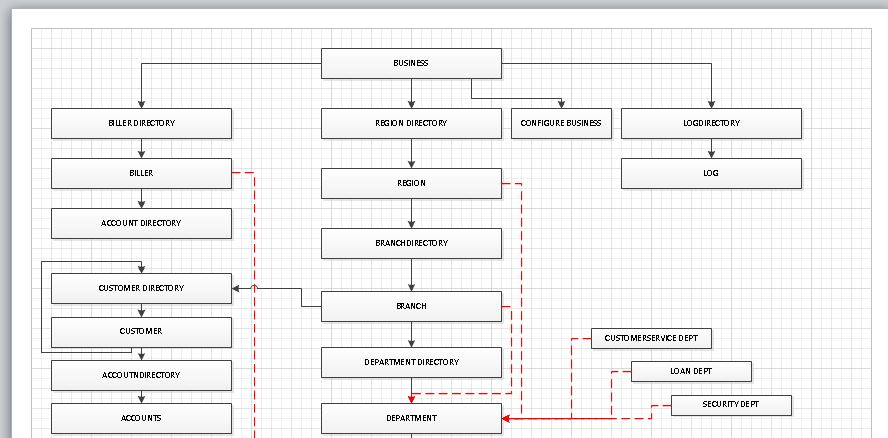 BUSINESS
BILLER DIRECTORY
REGION DIRECTORY
CONFIGURE BUSINESS
LOGDIRECTORY
BILLER
LOG
REGION
ACCOUNT DIRECTORY
BRANCHDIRECTORY
CUSTOMER DIRECTORY
BRANCH
CUSTOMER
CUSTOMERSERVICE DEPT
DEPARTMENT DIRECTORY
LOAN DEPT
ACCOUTNDIRECTORY
SECURITY DEPT
ACCOUNTS
DEPARTMENT